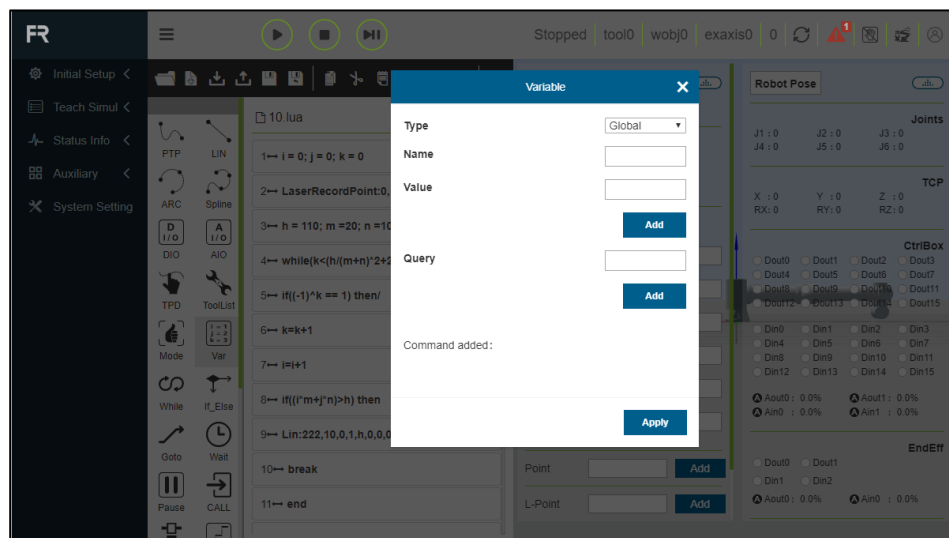 FR
Stopped tool0 wobj0 exaxis0 0
1
Initial Setup
Teach Simul
Status Info
Auxiliary
System Setting
PTP LIN
ARC Spline
D I/O A I/O
DIO AIO
TPD ToolList
Mode Var
While If_Else
Goto Wait
Pause CALL
10.lua
1 i = 0; j = 0; k = 0
2 LaserRecordPoint:0,
3 h = 110; m =20; n =10
4 while(k<(h/(m+n)*2+2
5 if((-1)^k == 1) then/
6 k=k+1
7 i=i+1
8 if((i*m+j*n)>h) then
9 Lin:222,10,0,1,h,0,0,0
10 break
11 end
Variable
Type Global
Name
Value
Add
Query
Add
Command added:
Apply
Point Add
L-Point Add
Robot Pose
Joints
J1 : 0 J2 : 0 J3 : 0
J4 : 0 J5 : 0 J6 : 0
TCP
X : 0 Y : 0 Z : 0
RX: 0 RY: 0 RZ: 0
CtrlBox
Dout0 Dout1 Dout2 Dout3
Dout4 Dout5 Dout6 Dout7
Dout8 Dout9 Dout10 Dout11
Dout12 Dout13 Dout14 Dout15
Din0 Din1 Din2 Din3
Din4 Din5 Din6 Din7
Din8 Din9 Din10 Din11
Din12 Din13 Din14 Din15
Aout0 : 0.0% Aout1 : 0.0%
Ain0 : 0.0% Ain1 : 0.0%
EndEff
Dout0 Dout1
Din1 Din2
Aout0 : 0.0% Ain0 : 0.0%